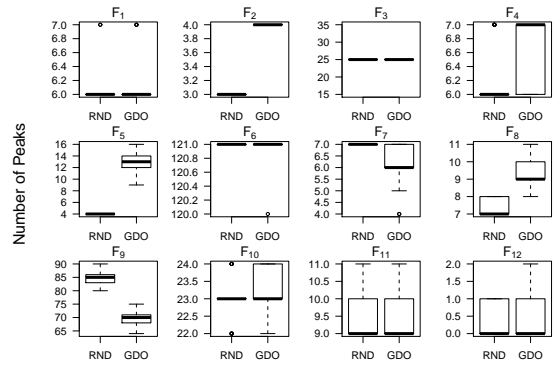 Number of Peaks
F1
7.0
6.8
6.6
6.4
6.2
6.0
RND GDO
F2
4.0
3.8
3.6
3.4
3.2
3.0
RND GDO
F3
35
30
25
20
15
RND GDO
F4
7.0
6.8
6.6
6.4
6.2
6.0
RND GDO
F5
16
14
12
10
8
6
4
RND GDO
F6
121.0
120.8
120.6
120.4
120.2
120.0
RND GDO
F7
7.0
6.5
6.0
5.5
5.0
4.5
4.0
RND GDO
F8
11
10
9
8
7
RND GDO
F9
90
85
80
75
70
65
RND GDO
F10
24.0
23.5
23.0
22.5
22.0
RND GDO
F11
11.0
10.5
10.0
9.5
9.0
RND GDO
F12
2.0
1.5
1.0
0.5
0.0
RND GDO